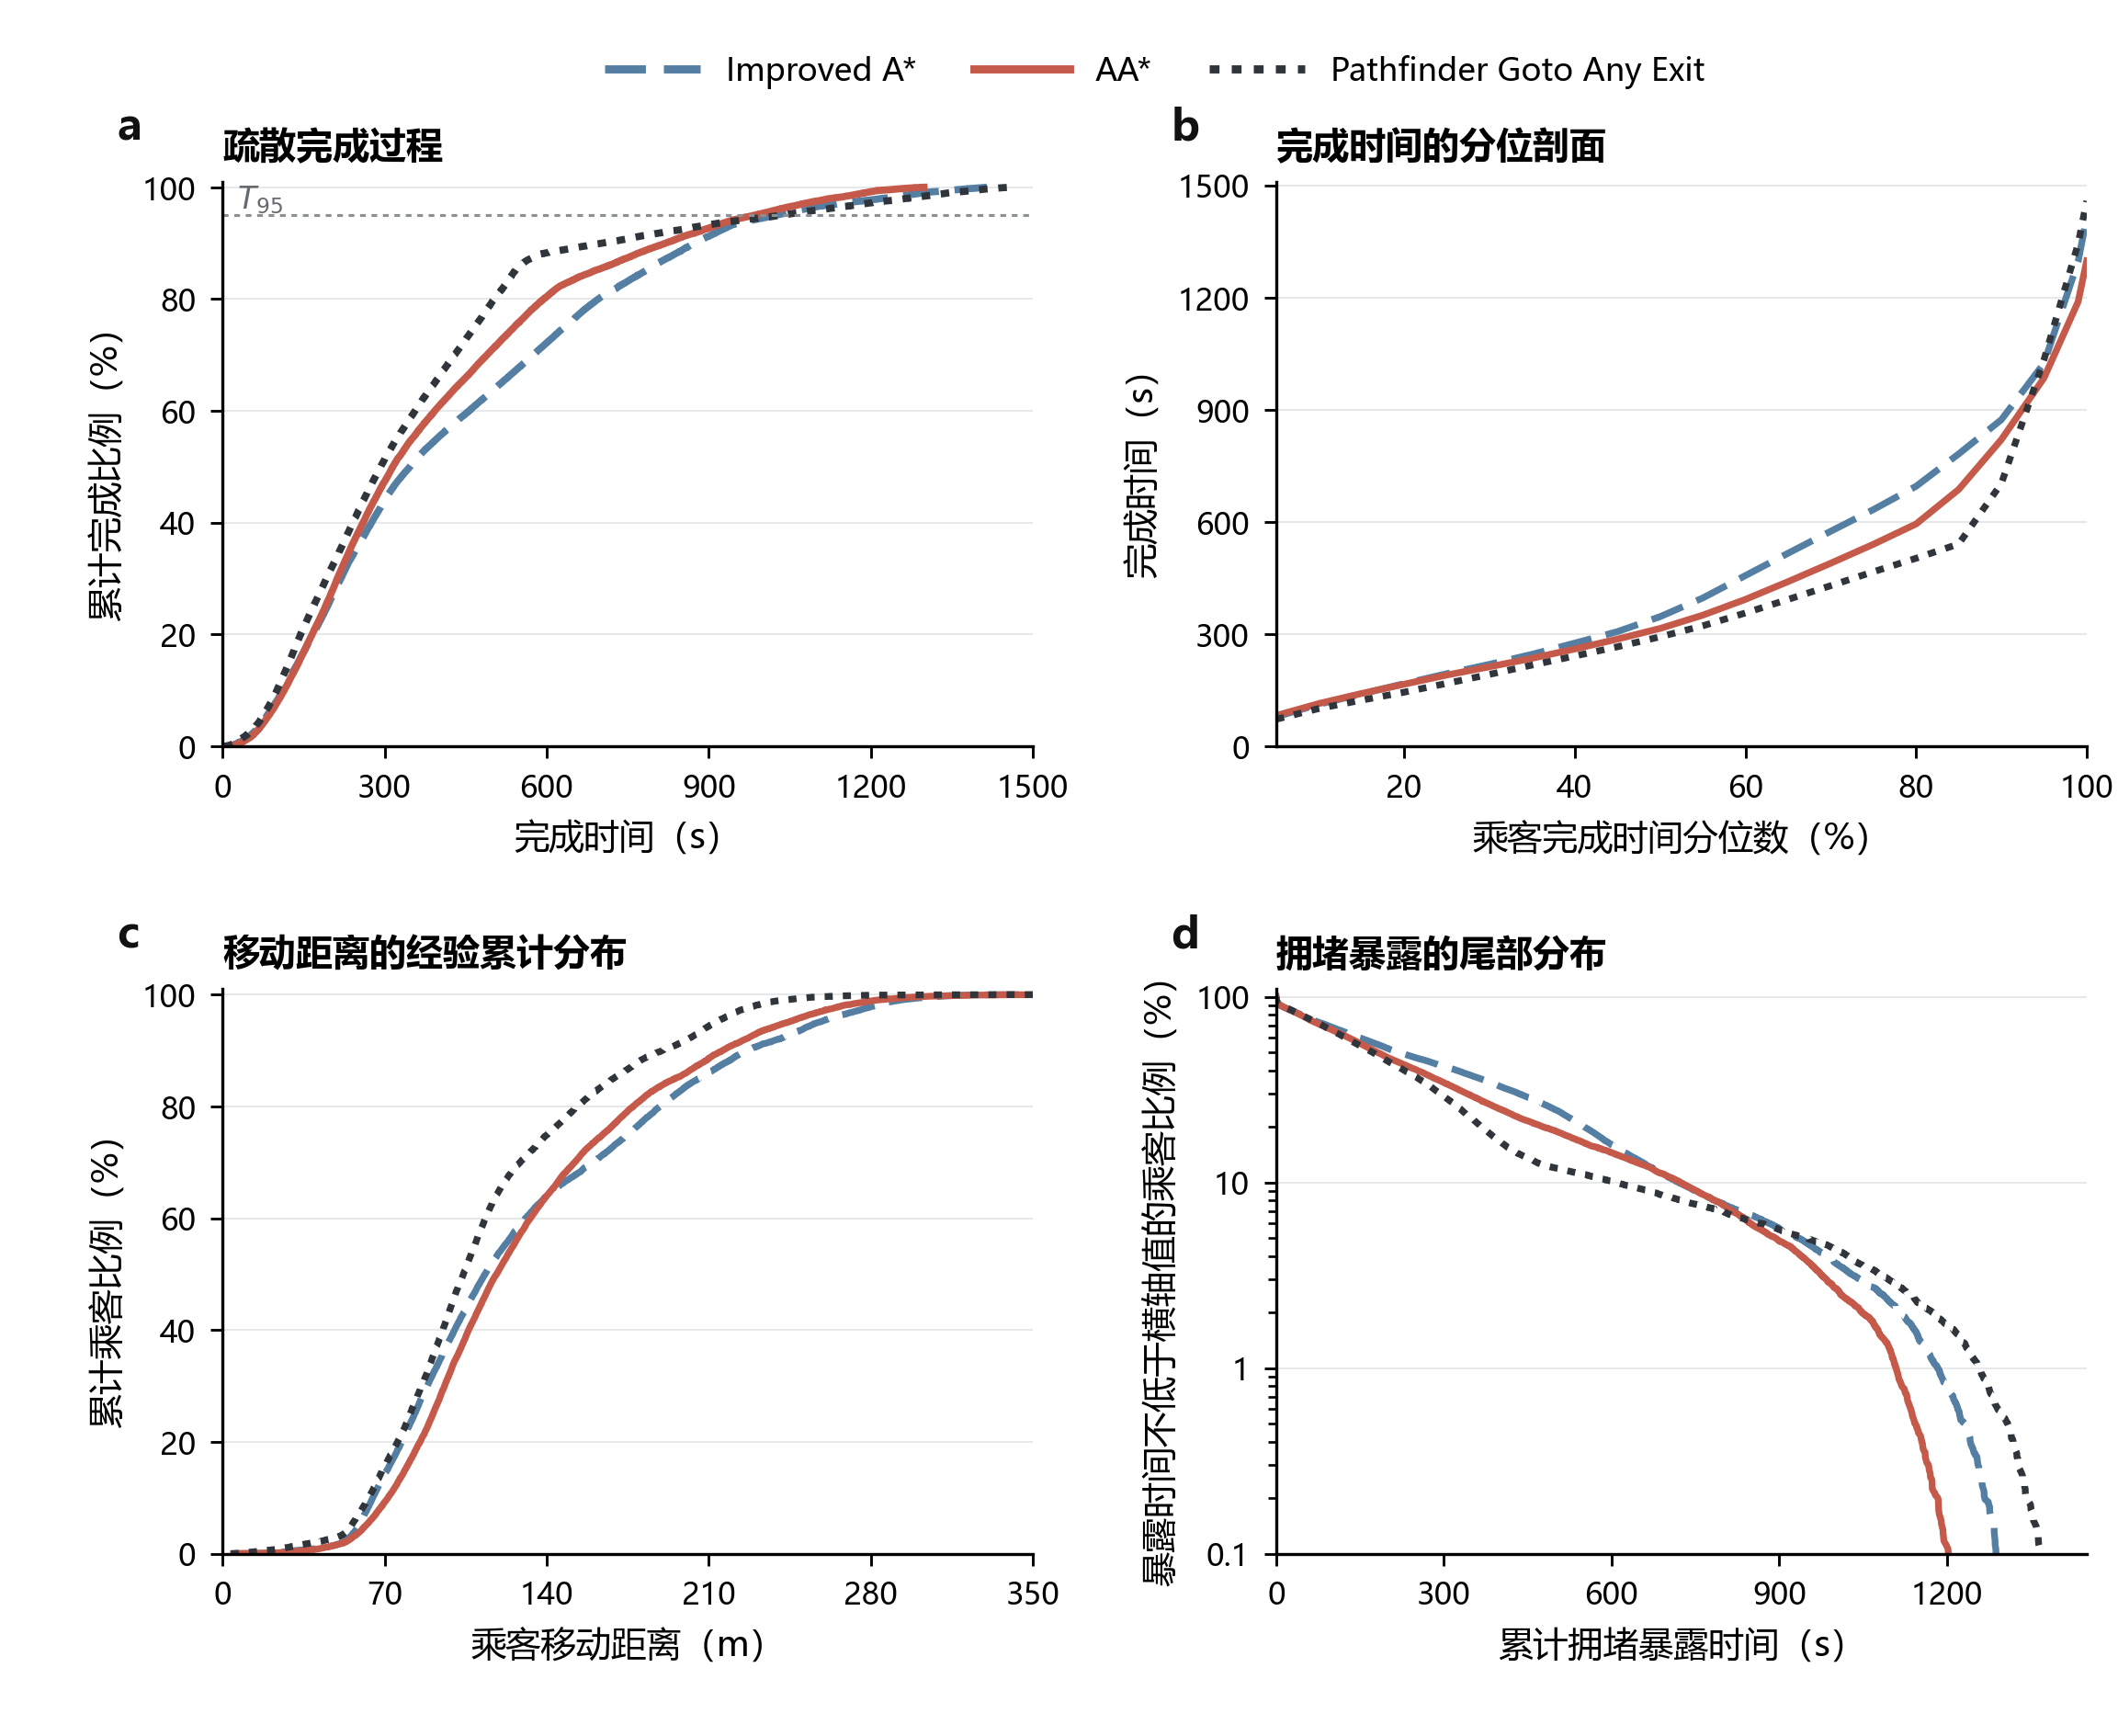 Improved A* AA* Pathfinder Goto Any Exit
a 疏散完成过程
T95
累计完成比例（%）
100
80
60
40
20
0
0 300 600 900 1200 1500
完成时间（s）
b 完成时间的分位剖面
完成时间（s）
1500
1200
900
600
300
0
20 40 60 80 100
乘客完成时间分位数（%）
c 移动距离的经验累计分布
累计乘客比例（%）
100
80
60
40
20
0
0 70 140 210 280 350
乘客移动距离（m）
d 拥堵暴露的尾部分布
暴露时间不低于横轴值的乘客比例（%）
100
10
1
0.1
0 300 600 900 1200
累计拥堵暴露时间（s）